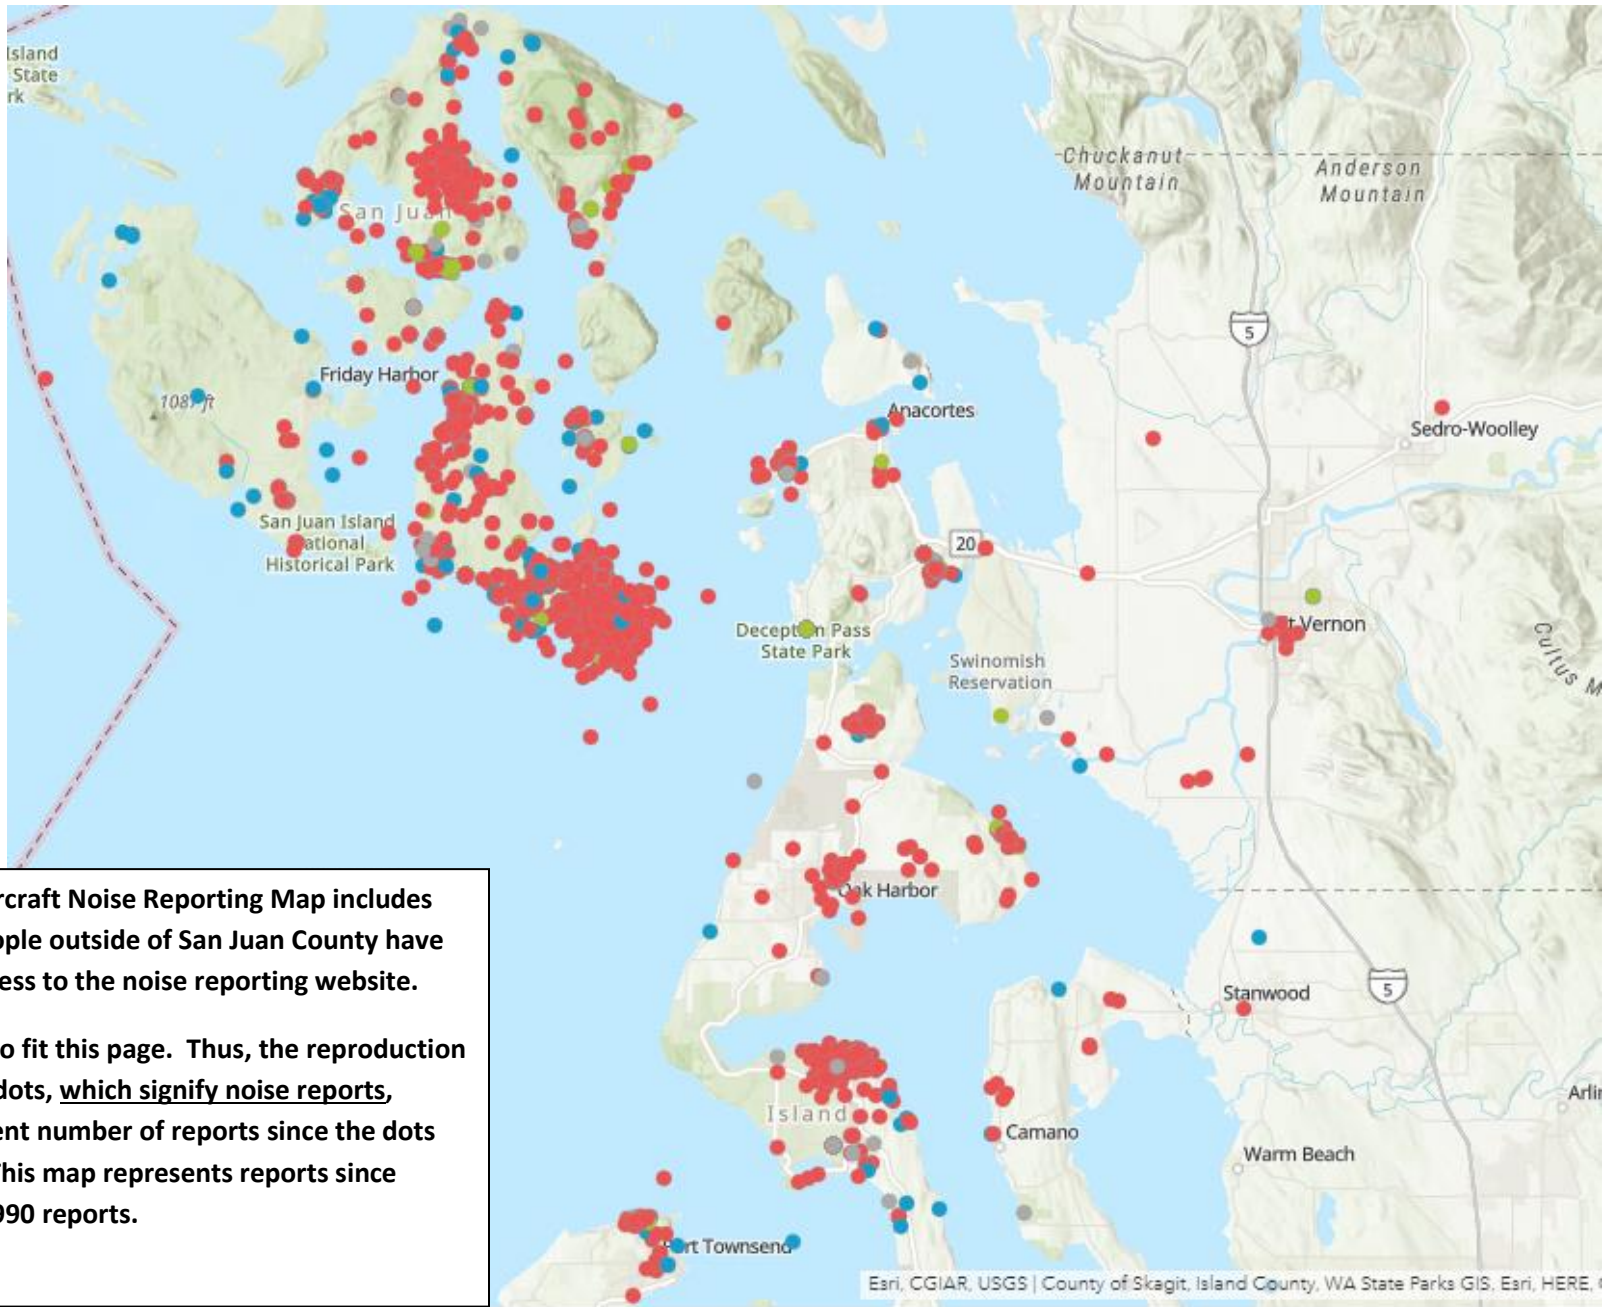 Island
State
rk
Chuckanut
Mountain
Anderson
Mountain
San Juan
5
Friday Harbor
1087 ft
Anacortes
Sedro-Woolley
San Juan Island
National
Historical Park
20
Deception Pass
State Park
t Vernon
Swinomish
Reservation
Cultus M
Oak Harbor
rcraft Noise Reporting Map includes
ople outside of San Juan County have
ess to the noise reporting website.
o fit this page.  Thus, the reproduction
dots, which signify noise reports,
ent number of reports since the dots
This map represents reports since
990 reports.
Stanwood
5
Island
Arlin
Camano
Warm Beach
Port Townsend
Esri, CGIAR, USGS | County of Skagit, Island County, WA State Parks GIS, Esri, HERE,